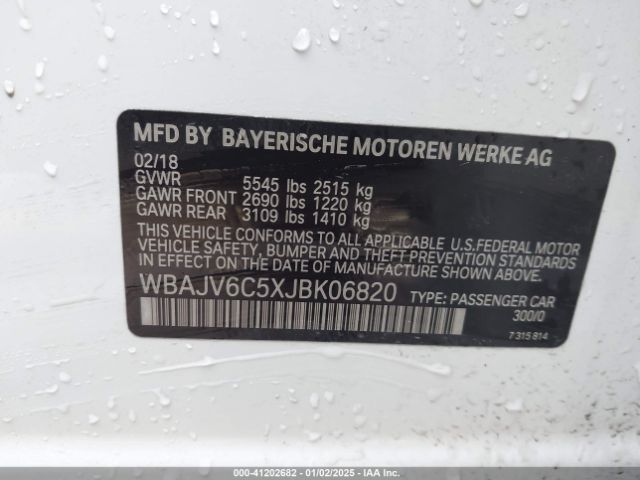 MFD BY BAYERISCHE MOTOREN WERKE AG
02/18
GVWR 5545 lbs 2515 kg
GAWR FRONT 2690 lbs 1220 kg
GAWR REAR 3109 lbs 1410 kg
THIS VEHICLE CONFORMS TO ALL APPLICABLE U.S.FEDERAL MOTOR
VEHICLE SAFETY, BUMPER AND THEFT PREVENTION STANDARDS
IN EFFECT ON THE DATE OF MANUFACTURE SHOWN ABOVE.
WBAJV6C5XJBK06820 TYPE: PASSENGER CAR
300/0
7 315 814
000-41202682 - 01/02/2025 - IAA Inc.